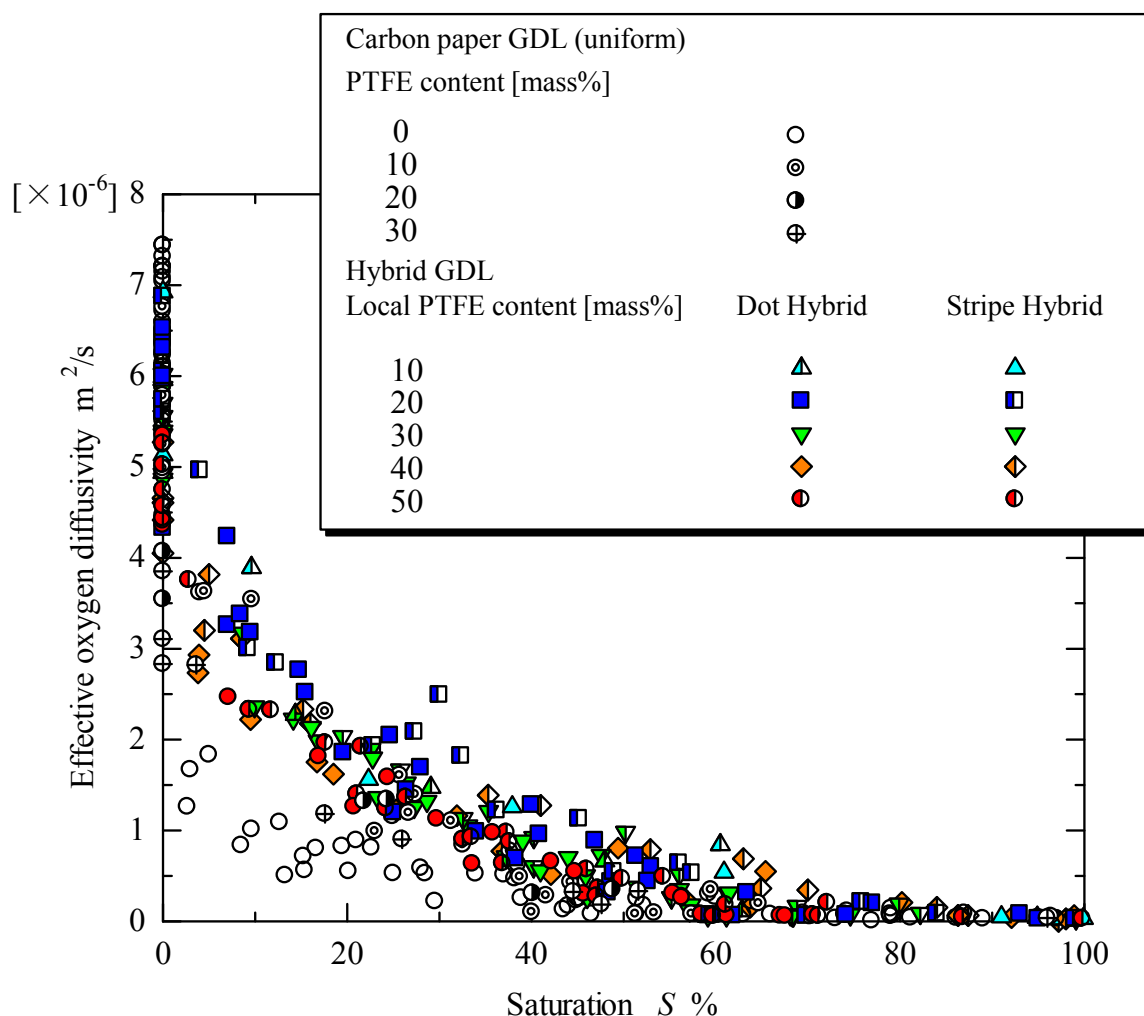 Carbon paper GDL (uniform)
PTFE content [mass%]
0
10
20
30
Hybrid GDL
Local PTFE content [mass%] Dot Hybrid Stripe Hybrid
10
20
30
40
50
[×10-6] 8
7
6
5
4
3
2
1
0
Effective oxygen diffusivity m 2/s
0 20 40 60 80 100
Saturation S %